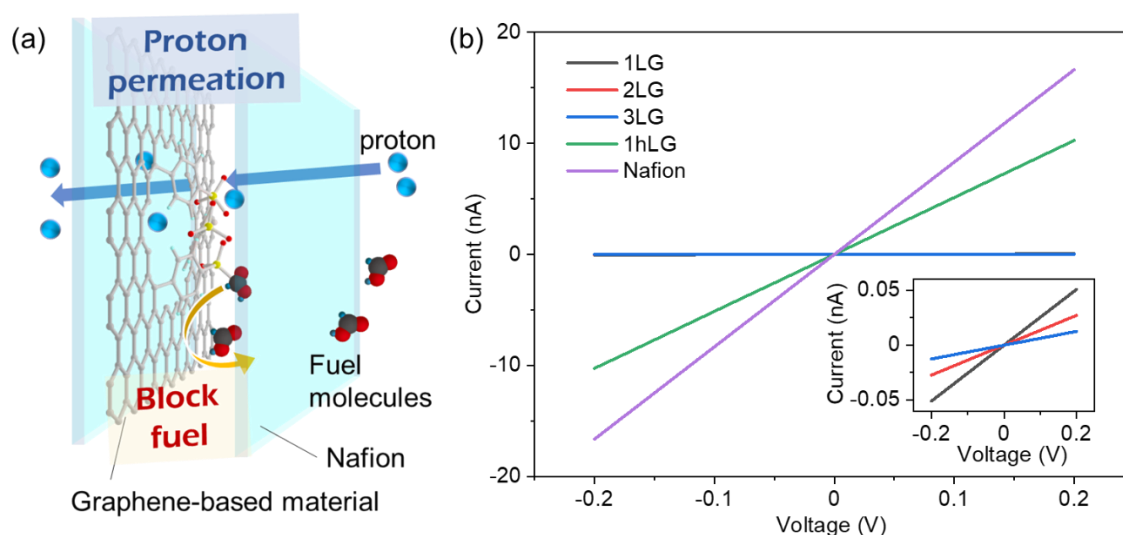 (a)
Proton
permeation
proton
Fuel
molecules
Block
fuel
Nafion
Graphene-based material
(b)
20
10
0
-10
-20
Current (nA)
1LG
2LG
3LG
1hLG
Nafion
-0.2
-0.1
0
0.1
0.2
Voltage (V)
0.05
0
-0.05
Current (nA)
-0.2
0
0.2
Voltage (V)